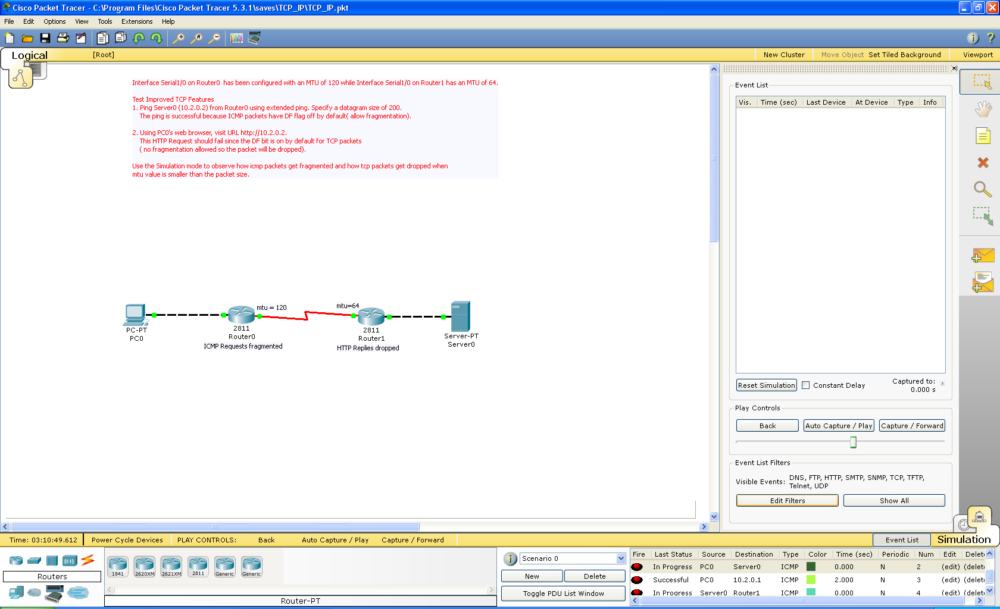 Cisco Packet Tracer - C:\Program Files\Cisco Packet Tracer 5.3.1\saves\TCP_IP\TCP_IP.pkt
File Edit Options View Tools Extensions Help
Logical [Root] New Cluster Move Object Set Tiled Background Viewport
Interface Serial1/0 on Router0  has been configured with an MTU of 120 while Interface Serial1/0 on Router1 has an MTU of 64.
Test Improved TCP Features
1. Ping Server0 (10.2.0.2) from Router0 using extended ping. Specify a datagram size of 200.
The ping is successful because ICMP packets have DF flag off by default( allow fragmentation).
2. Using PC0's web browser, visit URL http://10.2.0.2.
This HTTP Request should fail since the DF bit is on by default for TCP packets
( no fragmentation allowed so the packet will be dropped).
Use the Simulation mode to observe how icmp packets get fragmented and how tcp packets get dropped when
mtu value is smaller than the packet size.
mtu = 120
mtu=64
PC-PT
PC0
2811
Router0
ICMP Requests fragmented
2811
Router1
HTTP Replies dropped
Server-PT
Server0
Event List
Vis. Time (sec) Last Device At Device Type Info
Reset Simulation Constant Delay Captured to: *
0.000 s
Play Controls
Back Auto Capture / Play Capture / Forward
Event List Filters
Visible Events: DNS, FTP, HTTP, SMTP, SNMP, TCP, TFTP,
Telnet, UDP
Edit Filters Show All
Time: 03:10:49.612 Power Cycle Devices PLAY CONTROLS: Back Auto Capture / Play Capture / Forward Event List Simulation
Routers
1841 2620XM 2621XM 2811 Generic Generic
Router-PT
Scenario 0
New Delete
Toggle PDU List Window
Fire Last Status Source Destination Type Color Time (sec) Periodic Num Edit Delet
In Progress PC0 Server0 ICMP 0.000 N 2 (edit) (delet
Successful PC0 10.2.0.1 ICMP 2.000 N 3 (edit) (delet
In Progress Server0 Router1 ICMP 0.000 N 4 (edit) (delet